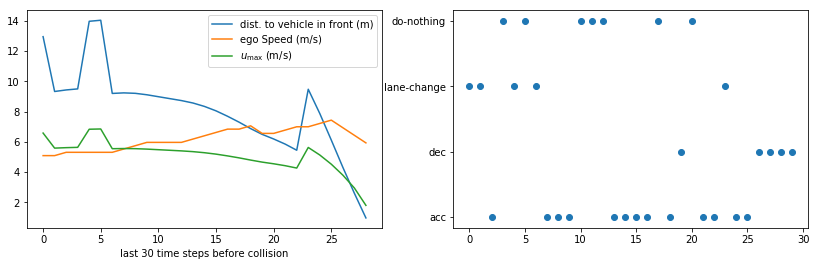 14
12
10
8
6
4
2
0
5
10
15
20
25
last 30 time steps before collision
dist. to vehicle in front (m)
ego Speed (m/s)
u_max (m/s)
do-nothing
lane-change
dec
acc
0
5
10
15
20
25
30